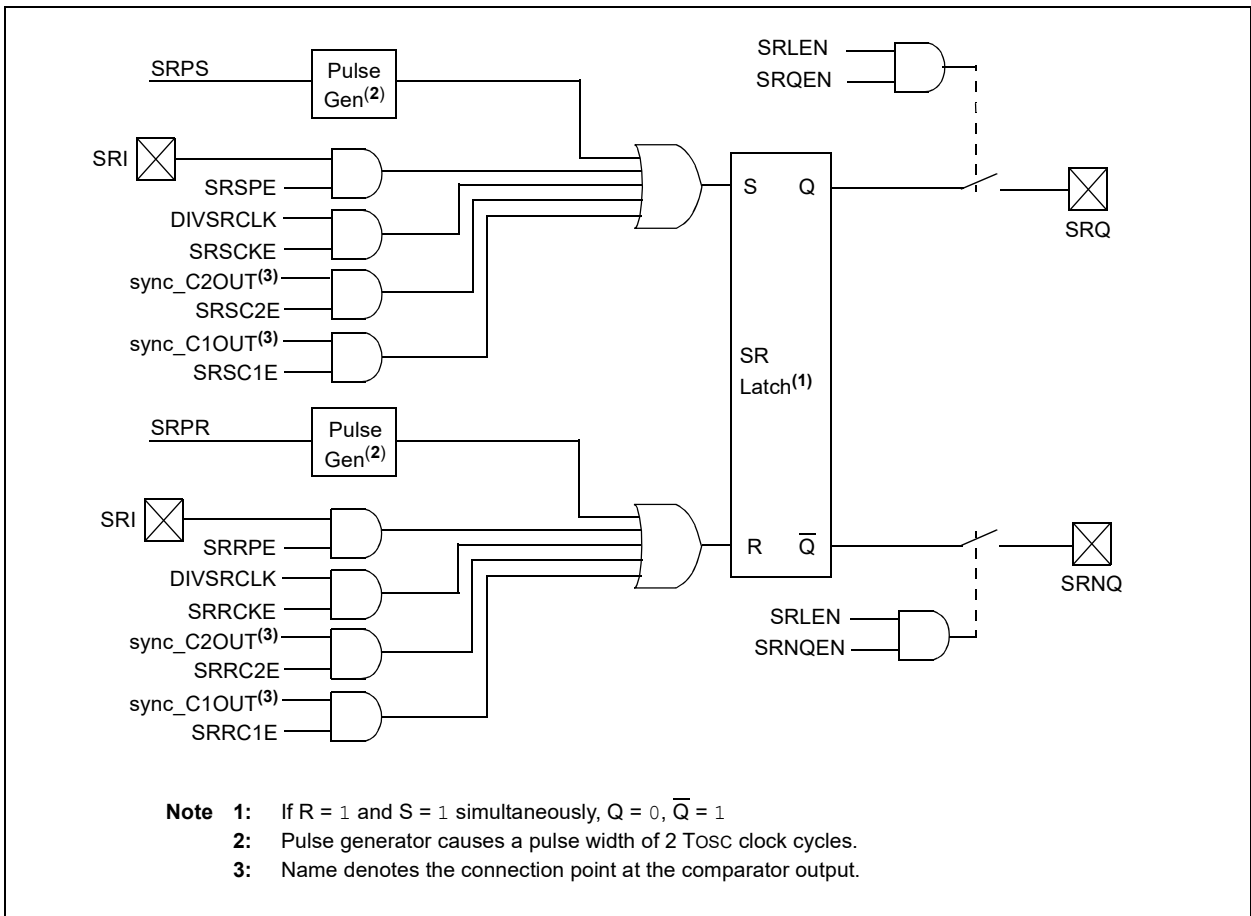 SRPS
Pulse
Gen(2)
SRI
SRSPE
DIVSRCLK
SRSCKE
sync_C2OUT(3)
SRSC2E
sync_C1OUT(3)
SRSC1E
SRPR
Pulse
Gen(2)
SRI
SRRPE
DIVSRCLK
SRRCKE
sync_C2OUT(3)
SRRC2E
sync_C1OUT(3)
SRRC1E
SRLEN
SRQEN
S Q
SR
Latch(1)
R Q̅
SRQ
SRNQ
SRLEN
SRNQEN
Note 1: If R = 1 and S = 1 simultaneously, Q = 0, Q̅ = 1
2: Pulse generator causes a pulse width of 2 TOSC clock cycles.
3: Name denotes the connection point at the comparator output.